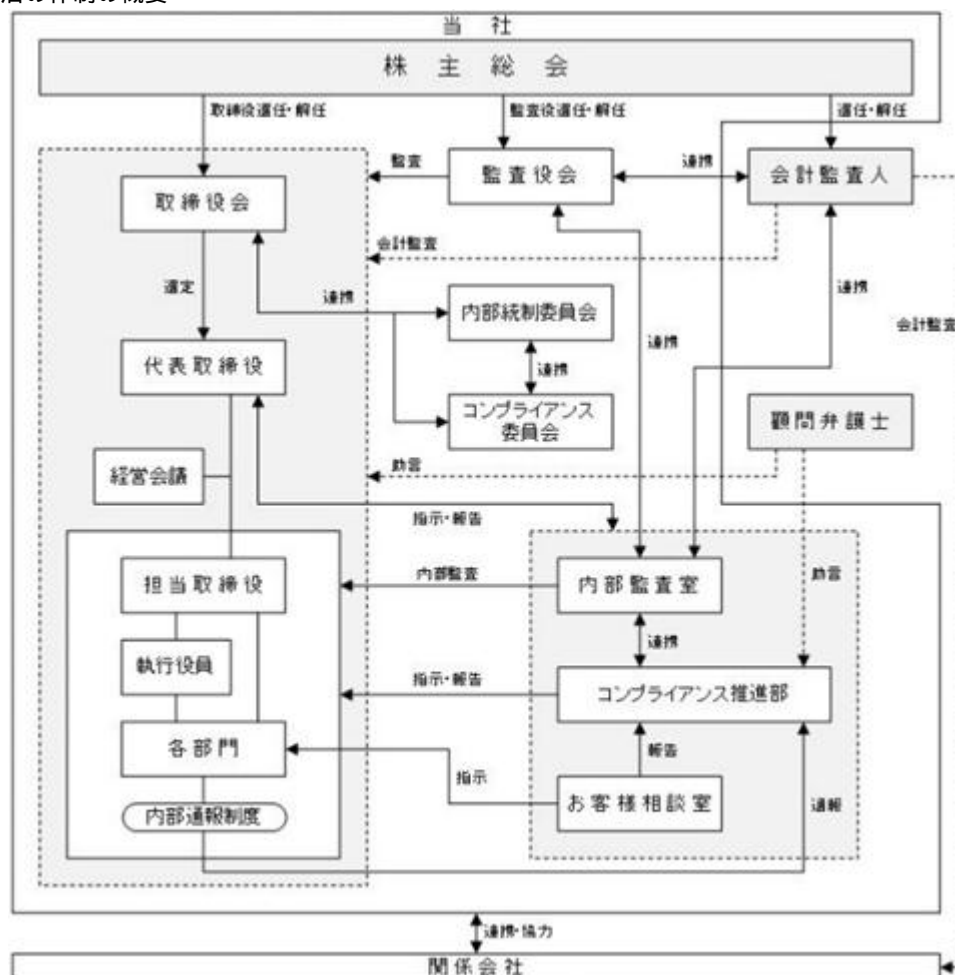 当社
株主総会
取締役選任・解任
監査役選任・解任
選任・解任
監査
監査役会
連携
会計監査人
取締役会
会計監査
選定
連携
内部統制委員会
連携
連携
会計監査
代表取締役
連携
コンプライアンス
委員会
顧問弁護士
経営会議
助言
指示・報告
担当取締役
内部監査
内部監査室
助言
連携
執行役員
指示・報告
コンプライアンス推進部
各部門
報告
指示
お客様相談室
通報
内部通報制度
連携・協力
関係会社